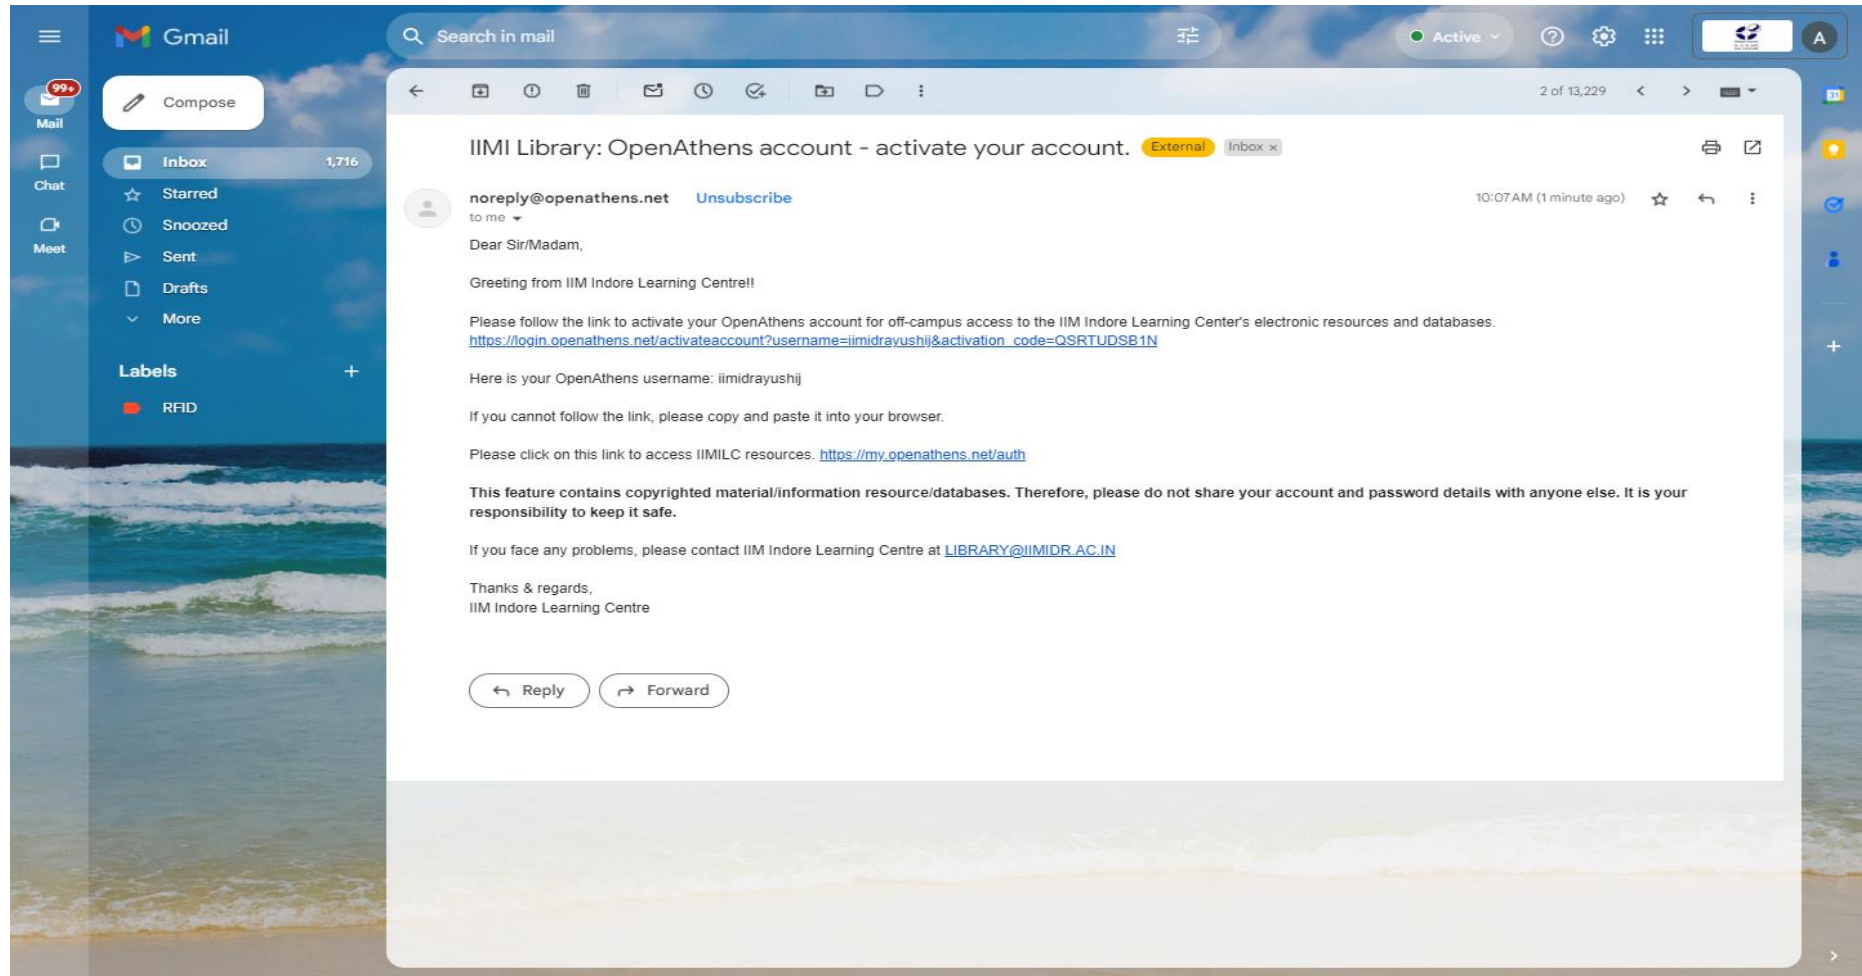 Gmail
Search in mail
Active
A
99+
Mail
Chat
Meet
Compose
Inbox 1,716
Starred
Snoozed
Sent
Drafts
More
Labels +
RFID
2 of 13,229
31
IIMI Library: OpenAthens account - activate your account. External Inbox x
noreply@openathens.net Unsubscribe 10:07 AM (1 minute ago)
to me
Dear Sir/Madam,
Greeting from IIM Indore Learning Centre!!
Please follow the link to activate your OpenAthens account for off-campus access to the IIM Indore Learning Center's electronic resources and databases.
https://login.openathens.net/activateaccount?username=iimidrayushij&activation_code=QSRTUDSB1N
Here is your OpenAthens username: iimidrayushij
If you cannot follow the link, please copy and paste it into your browser.
Please click on this link to access IIMILC resources. https://my.openathens.net/auth
This feature contains copyrighted material/information resource/databases. Therefore, please do not share your account and password details with anyone else. It is your
responsibility to keep it safe.
If you face any problems, please contact IIM Indore Learning Centre at LIBRARY@IIMIDR.AC.IN
Thanks & regards,
IIM Indore Learning Centre
Reply
Forward